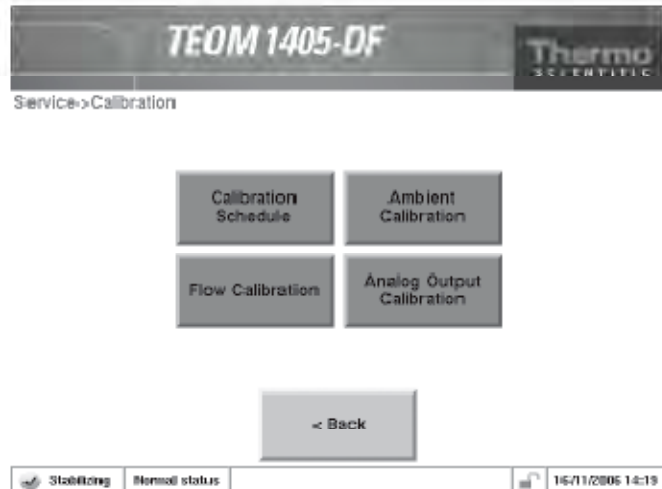 TEOM 1405-DF
Thermo
SCIENTIFIC
Service->Calibration
Calibration
Schedule
Ambient
Calibration
Flow Calibration
Analog Output
Calibration
< Back
Stabilizing
Normal status
16/11/2006 14:19